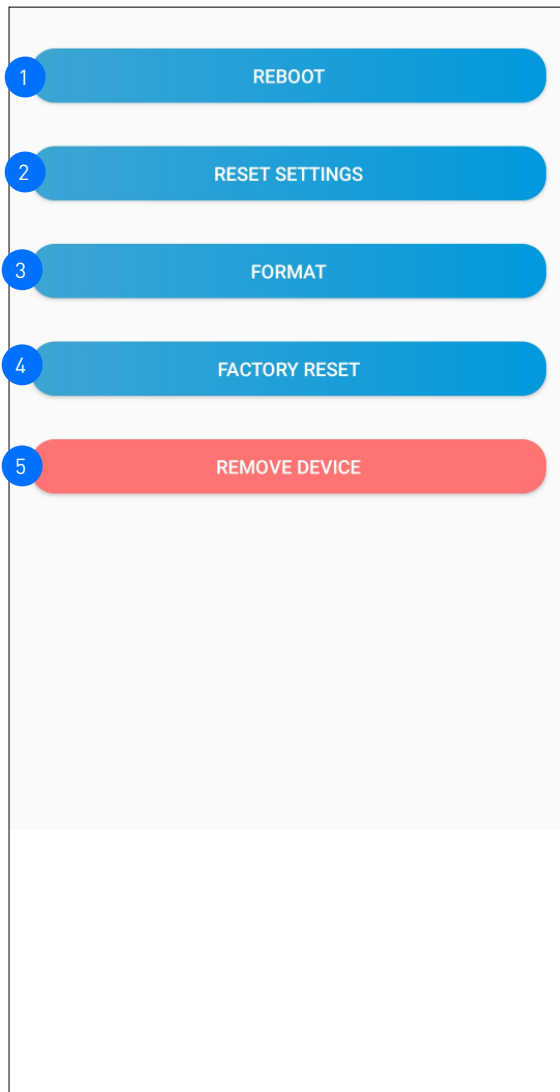 1 REBOOT
2 RESET SETTINGS
3 FORMAT
4 FACTORY RESET
5 REMOVE DEVICE